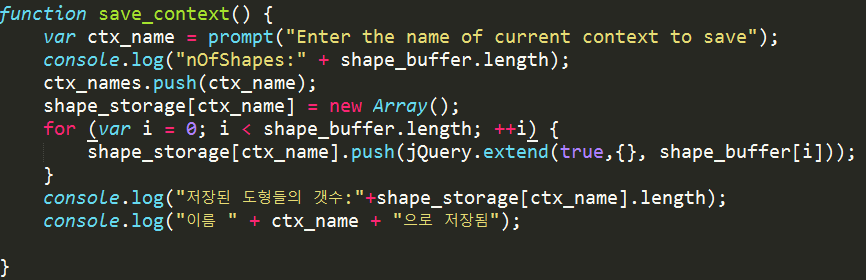 function save_context() {
var ctx_name = prompt("Enter the name of current context to save");
console.log("nOfShapes:" + shape_buffer.length);
ctx_names.push(ctx_name);
shape_storage[ctx_name] = new Array();
for (var i = 0; i < shape_buffer.length; ++i) {
shape_storage[ctx_name].push(jQuery.extend(true,{}, shape_buffer[i]));
}
console.log("저장된 도형들의 갯수:"+shape_storage[ctx_name].length);
console.log("이름 " + ctx_name + "으로 저장됨");
}